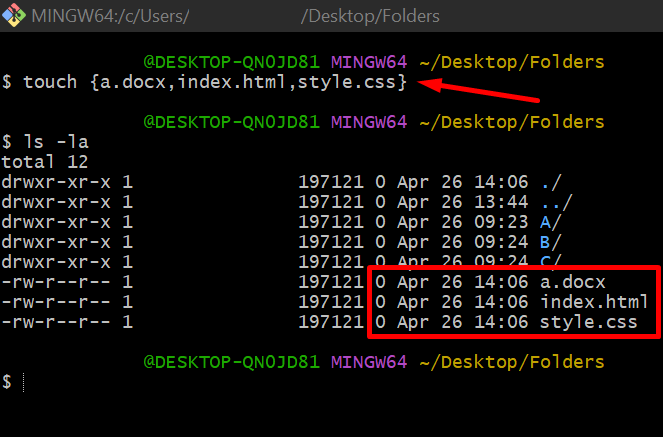 MINGW64:/c/Users/ /Desktop/Folders
@DESKTOP-QN0JD81 MINGW64 ~/Desktop/Folders
$ touch {a.docx,index.html,style.css}
@DESKTOP-QN0JD81 MINGW64 ~/Desktop/Folders
$ ls -la
total 12
drwxr-xr-x 1 197121 0 Apr 26 14:06 ./
drwxr-xr-x 1 197121 0 Apr 26 13:44 ../
drwxr-xr-x 1 197121 0 Apr 26 09:23 A/
drwxr-xr-x 1 197121 0 Apr 26 09:24 B/
drwxr-xr-x 1 197121 0 Apr 26 09:24 C/
-rw-r--r-- 1 197121 0 Apr 26 14:06 a.docx
-rw-r--r-- 1 197121 0 Apr 26 14:06 index.html
-rw-r--r-- 1 197121 0 Apr 26 14:06 style.css
@DESKTOP-QN0JD81 MINGW64 ~/Desktop/Folders
$